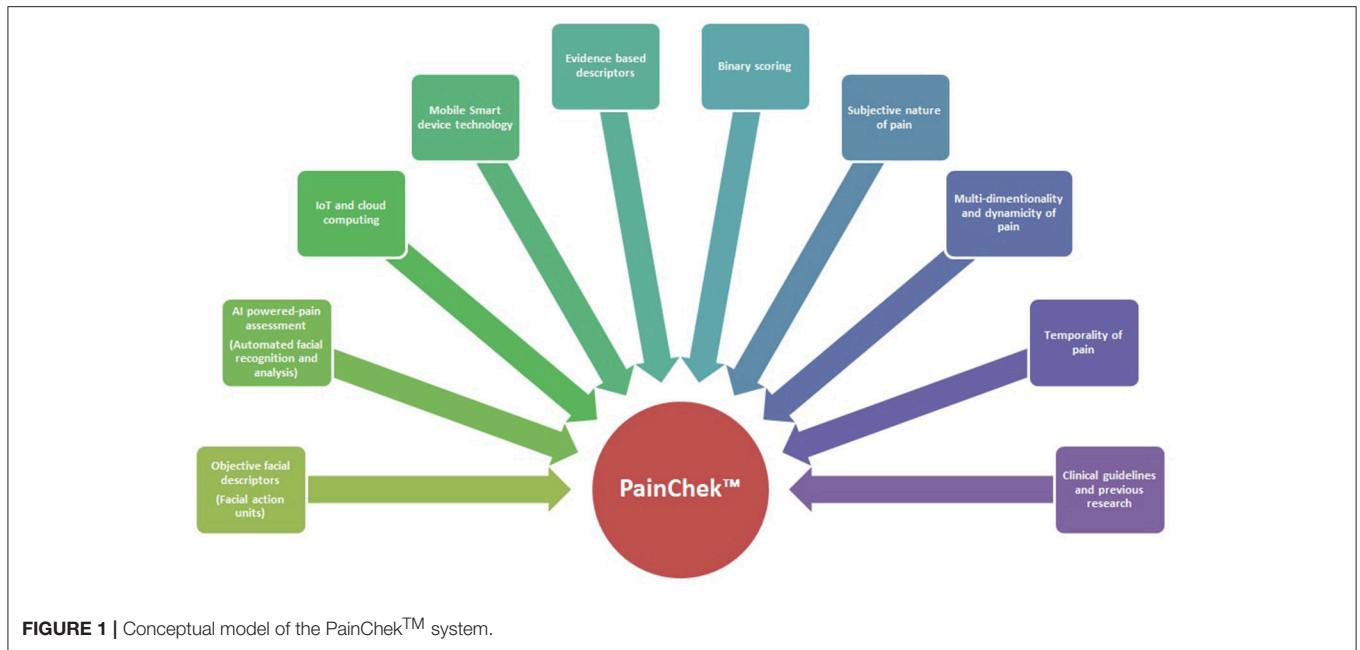 Evidence based
descriptors
Binary scoring
Mobile Smart
device technology
Subjective nature
of pain
IoT and cloud
computing
Multi-dimentionality
and dynamicity of
pain
AI powered-pain
assessment
(Automated facial
recognition and
analysis)
Temporality of
pain
Objective facial
descriptors
(Facial action
units)
PainChek™
Clinical guidelines
and previous
research
FIGURE 1 | Conceptual model of the PainChek™ system.